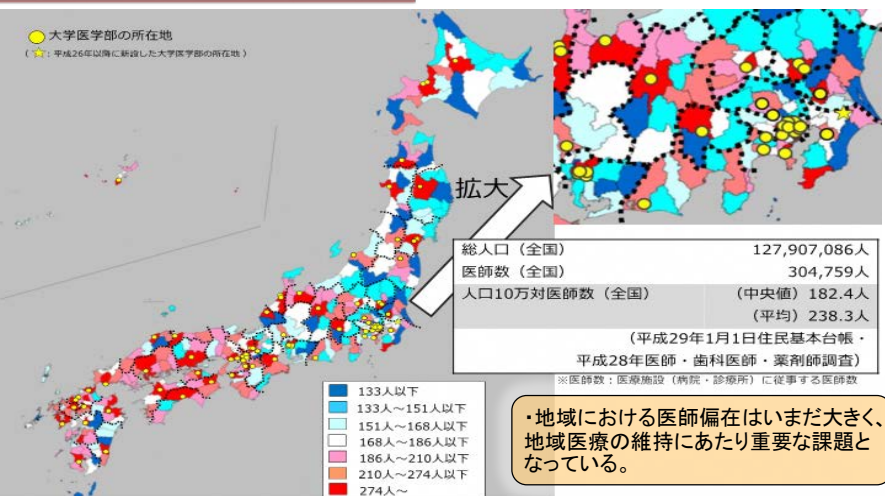 大学医学部の所在地
（☆：平成26年以降に新設した大学医学部の所在地）
拡大
総人口（全国） 127,907,086人
医師数（全国） 304,759人
人口10万対医師数（全国） （中央値）182.4人
（平均）238.3人
（平成29年1月1日住民基本台帳・
平成28年医師・歯科医師・薬剤師調査）
※医師数：医療施設（病院・診療所）に従事する医師数
133人以下
133人～151人以下
151人～168人以下
168人～186人以下
186人～210人以下
210人～274人以下
274人～
・地域における医師偏在はいまだ大きく、
地域医療の維持にあたり重要な課題と
なっている。